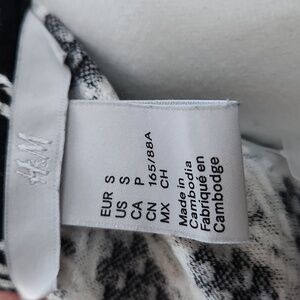 H&M
EUR S
US S
CA P
CN 165/88A
MX CH
Made in
Cambodia
Fabriqué en
Cambodge